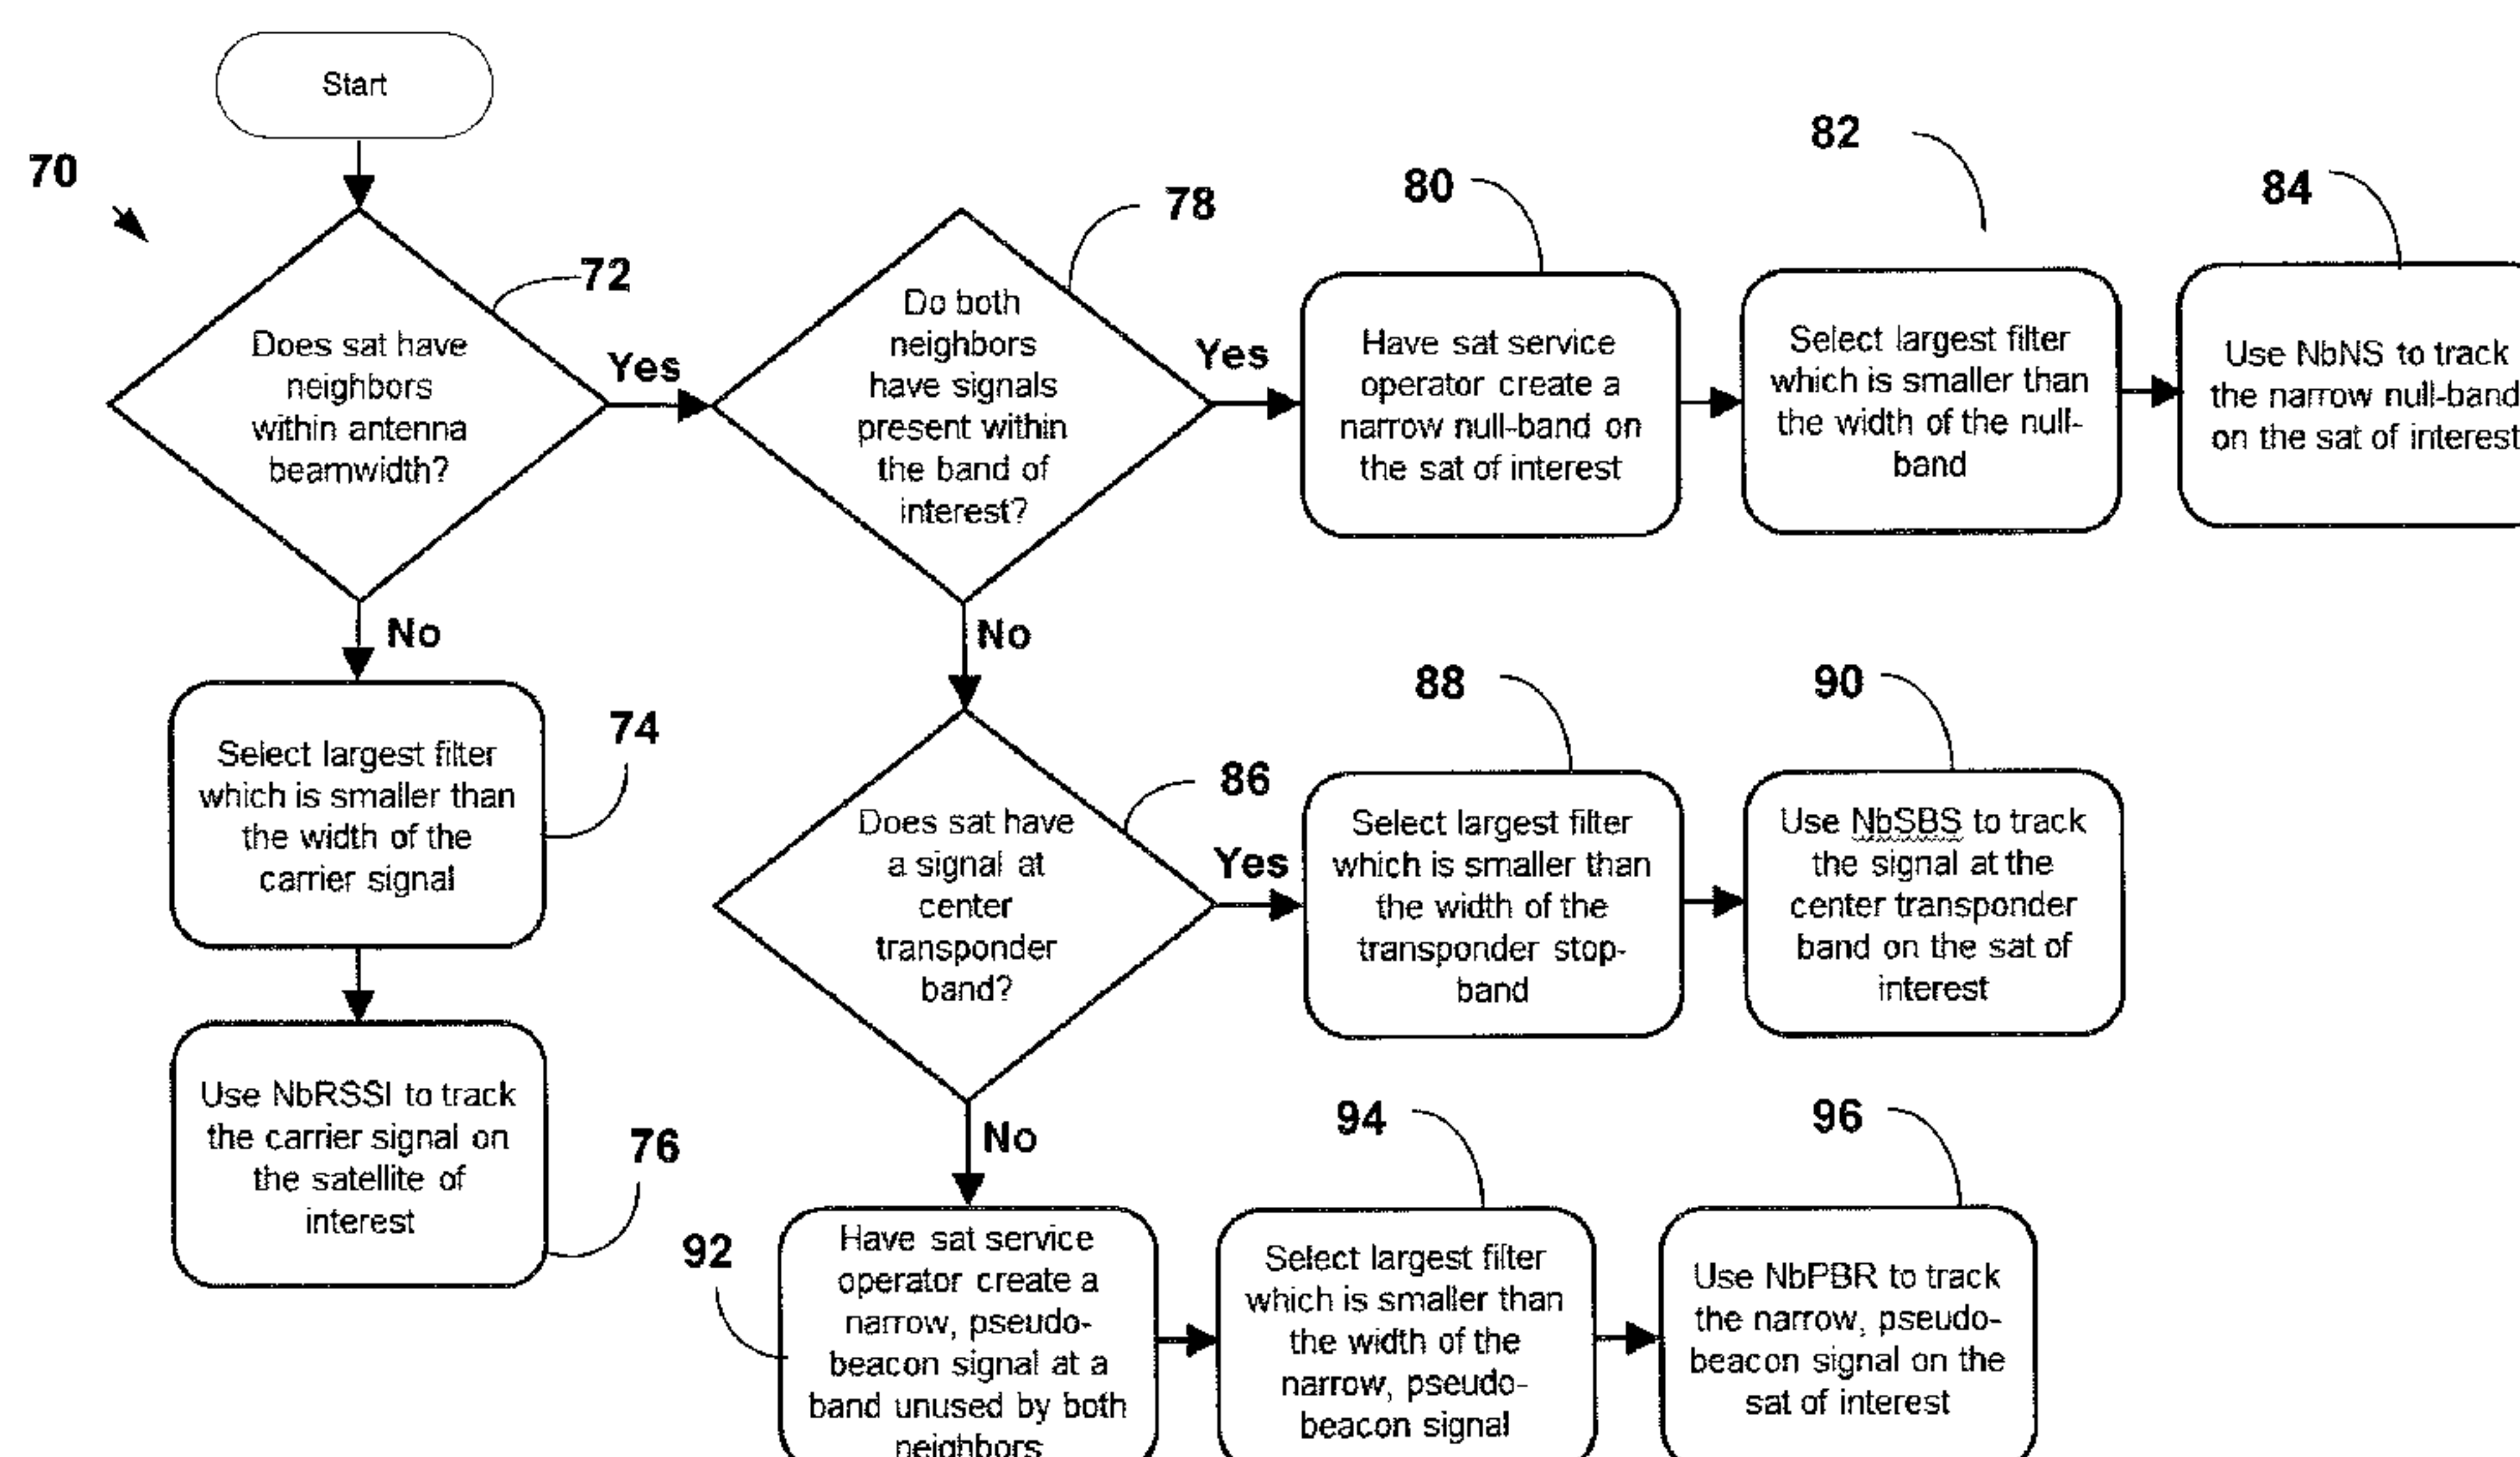 Start
70
72
Does sat have
neighbors
within antenna
beamwidth?
Yes
No
78
Do both
neighbors
have signals
present within
the band of
interest?
Yes
No
80
Have sat service
operator create a
narrow null-band on
the sat of interest
82
Select largest filter
which is smaller than
the width of the null-
band
84
Use NbNS to track
the narrow null-band
on the sat of interest
74
Select largest filter
which is smaller than
the width of the
carrier signal
76
Use NbRSSI to track
the carrier signal on
the satellite of
interest
86
Does sat have
a signal at
center
transponder
band?
Yes
No
88
Select largest filter
which is smaller than
the width of the
transponder stop-
band
90
Use NbSBS to track
the signal at the
center transponder
band on the sat of
interest
92
Have sat service
operator create a
narrow, pseudo-
beacon signal at a
band unused by both
neighbors
94
Select largest filter
which is smaller than
the width of the
narrow, pseudo-
beacon signal
96
Use NbPBR to track
the narrow, pseudo-
beacon signal on the
sat of interest